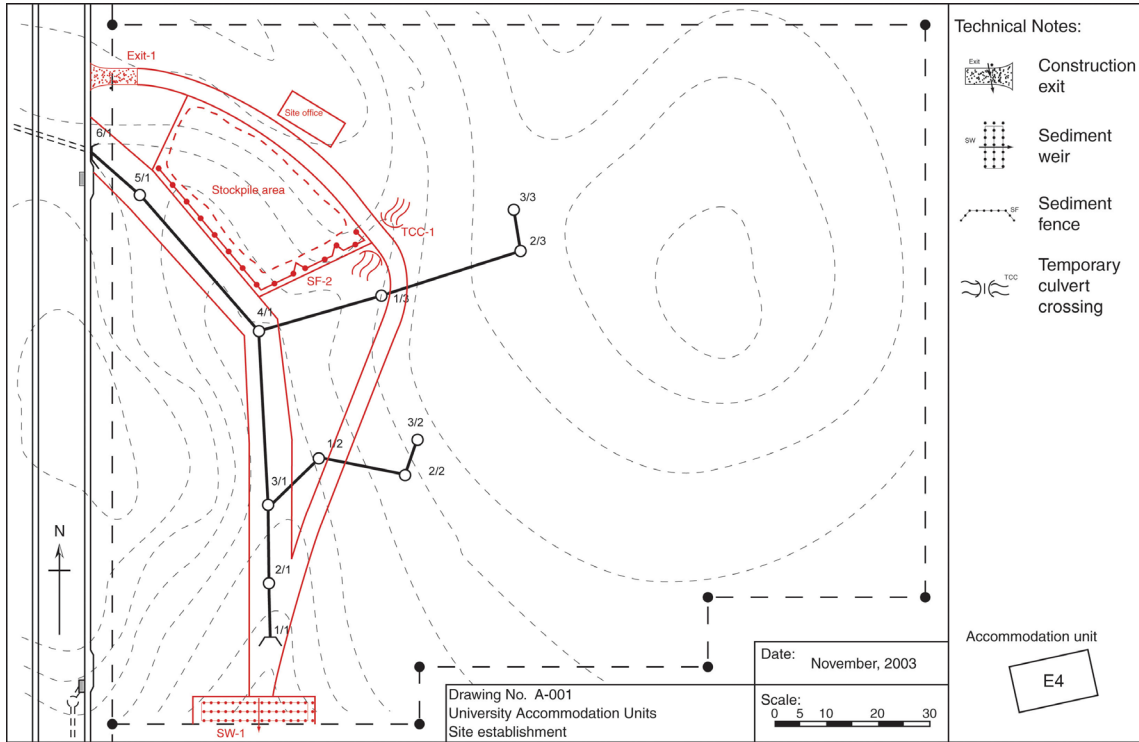 Exit-1
Site office
6/1
5/1
Stockpile area
3/3
TCC-1
2/3
SF-2
1/3
4/1
3/2
1/2
2/2
3/1
N
2/1
1/1
SW-1
Technical Notes:
Exit
Construction
exit
SW
Sediment
weir
SF
Sediment
fence
TCC
Temporary
culvert
crossing
Accommodation unit
E4
Drawing No. A-001
University Accommodation Units
Site establishment
Date:
November, 2003
Scale:
0 5 10 20 30